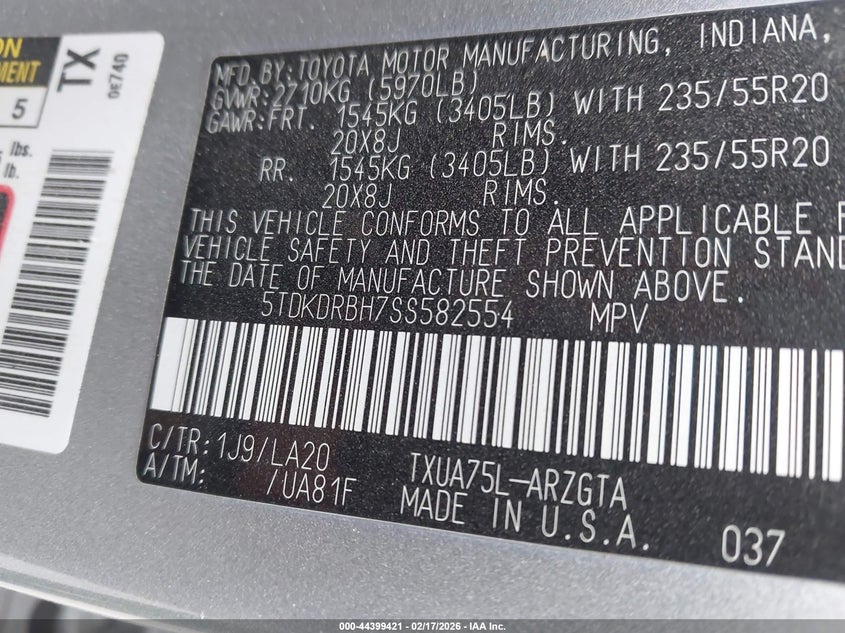 ON
MENT
5
lbs.
lb.
TX
0E740
MFD. BY: TOYOTA MOTOR MANUFACTURING, INDIANA,
GVWR: 2710KG (5970LB)
GAWR: FRT. 1545KG (3405LB) WITH 235/55R20
20X8J RIMS.
RR. 1545KG (3405LB) WITH 235/55R20
20X8J RIMS.
THIS VEHICLE CONFORMS TO ALL APPLICABLE F
VEHICLE SAFETY AND THEFT PREVENTION STAND
THE DATE OF MANUFACTURE SHOWN ABOVE.
5TDKDRBH7SS582554 MPV
C/TR: 1J9/LA20 TXUA75L-ARZGTA
A/TM: /UA81F MADE IN U.S.A. 037
000-44399421 — 02/17/2026 — IAA Inc.